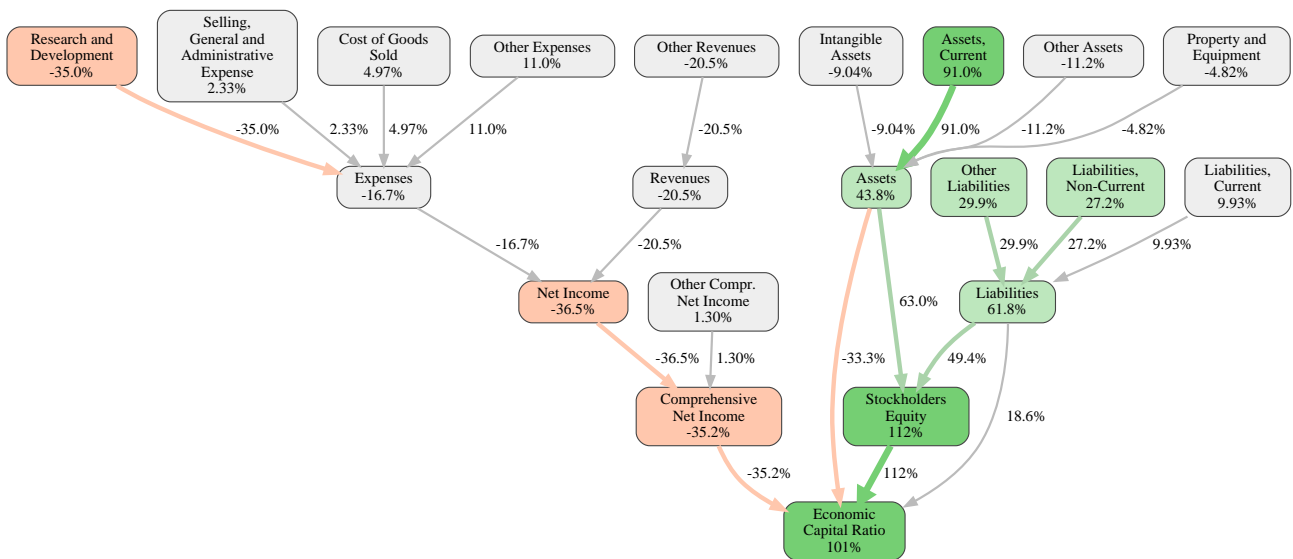 Research and
Development
-35.0%
Selling,
General and
Administrative
Expense
2.33%
Cost of Goods
Sold
4.97%
Other Expenses
11.0%
Other Revenues
-20.5%
Intangible
Assets
-9.04%
Assets,
Current
91.0%
Other Assets
-11.2%
Property and
Equipment
-4.82%
-35.0%
2.33%
4.97%
11.0%
-20.5%
-9.04%
91.0%
-11.2%
-4.82%
Expenses
-16.7%
Revenues
-20.5%
Assets
43.8%
Other
Liabilities
29.9%
Liabilities,
Non-Current
27.2%
Liabilities,
Current
9.93%
-16.7%
-20.5%
29.9%
27.2%
9.93%
Net Income
-36.5%
Other Compr.
Net Income
1.30%
63.0%
Liabilities
61.8%
-36.5%
1.30%
-33.3%
49.4%
Comprehensive
Net Income
-35.2%
Stockholders
Equity
112%
18.6%
-35.2%
112%
Economic
Capital Ratio
101%